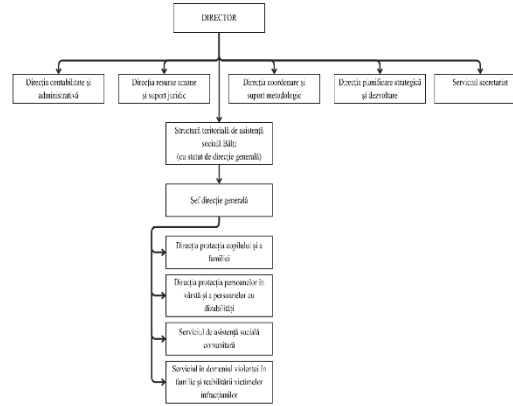 DIRECTOR
Direcția contabilitate și
administrativă
Direcția resurse umane
și suport juridic
Direcția coordonare și
suport metodologic
Direcția planificare strategică
și dezvoltare
Serviciul secretariat
Structură teritorială de asistență
socială Bălți
(cu statut de direcție generală)
Șef direcție generală
Direcția protecția copilului și a
familiei
Direcția protecția persoanelor în
vârstă și a persoanelor cu
dizabilități
Serviciul de asistență socială
comunitară
Serviciul în domeniul violenței în
familie și reabilitării victimelor
infracțiunilor